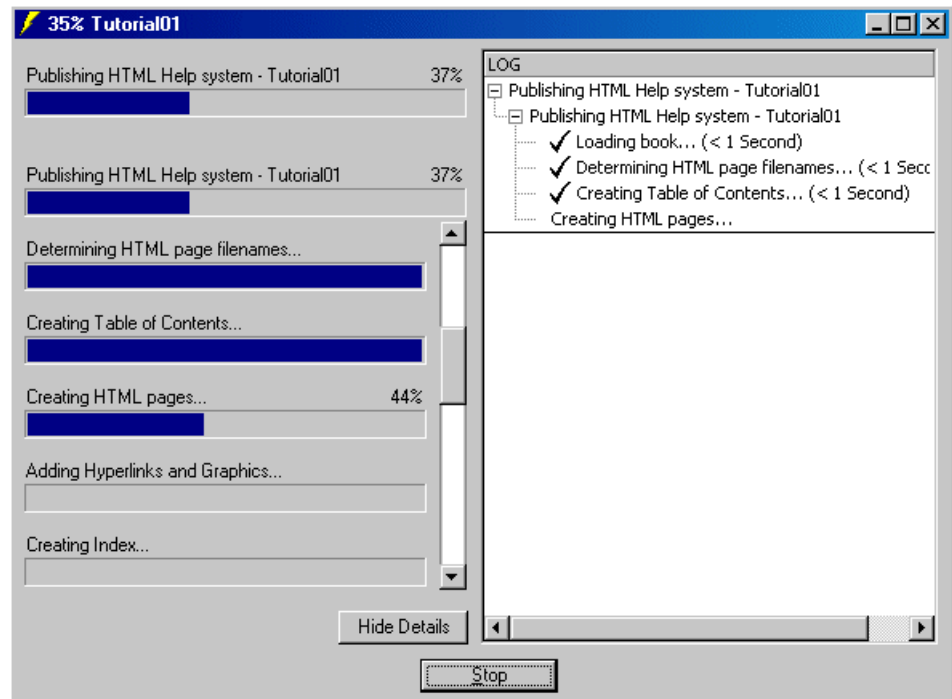 35% Tutorial01
Publishing HTML Help system - Tutorial01 37%
Publishing HTML Help system - Tutorial01 37%
Determining HTML page filenames...
Creating Table of Contents...
Creating HTML pages... 44%
Adding Hyperlinks and Graphics...
Creating Index...
Hide Details
LOG
Publishing HTML Help system - Tutorial01
Publishing HTML Help system - Tutorial01
Loading book... (< 1 Second)
Determining HTML page filenames... (< 1 Sec
Creating Table of Contents... (< 1 Second)
Creating HTML pages...
Stop